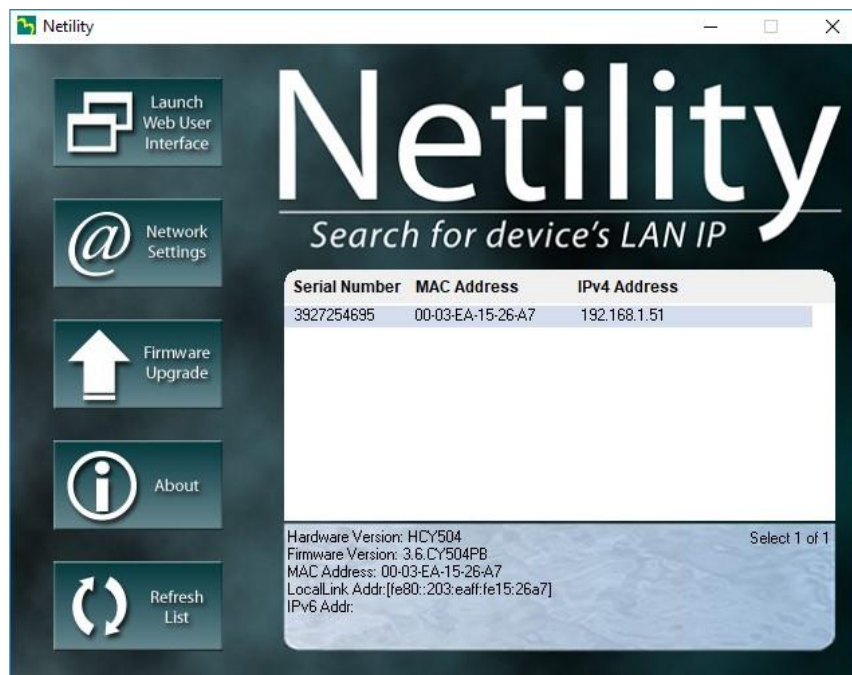 Netility
Launch
Web User
Interface
Network
Settings
Firmware
Upgrade
About
Refresh
List
Netility
Search for device's LAN IP
Serial Number MAC Address IPv4 Address
3927254695 00-03-EA-15-26-A7 192.168.1.51
Hardware Version: HCY504 Select 1 of 1
Firmware Version: 3.6.CY504PB
MAC Address: 00-03-EA-15-26-A7
LocalLink Addr:[fe80::203:eaff:fe15:26a7]
IPv6 Addr: